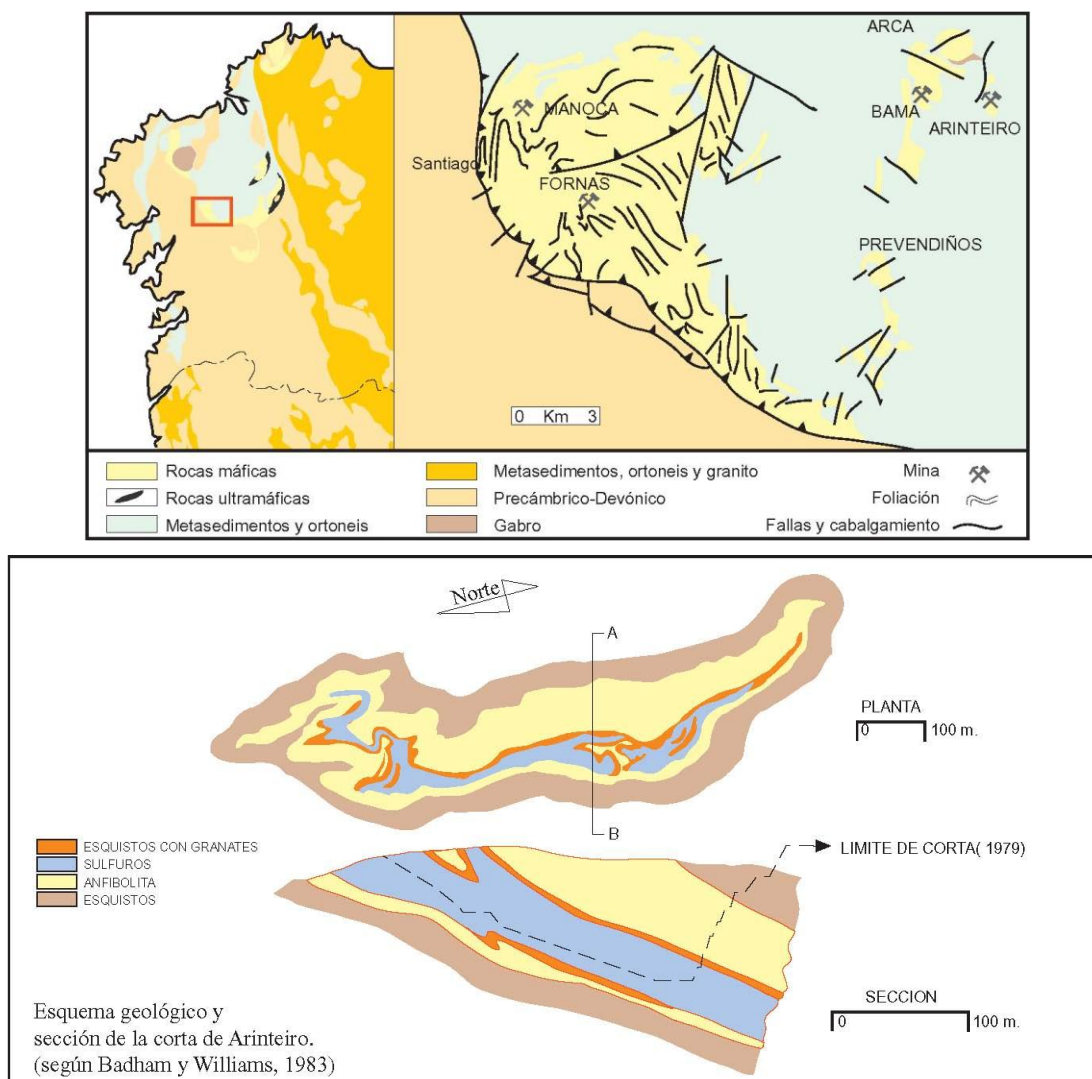 ARCA
MANOCA
BAMA
ARINTEIRO
Santiago
FORNAS
PREVENDIÑOS
0 Km 3
Rocas máficas
Rocas ultramáficas
Metasedimentos y ortoneis
Metasedimentos, ortoneis y granito
Precámbrico-Devónico
Gabro
Mina
Foliación
Fallas y cabalgamiento
Norte
A
B
PLANTA
0 100 m.
ESQUISTOS CON GRANATES
SULFUROS
ANFIBOLITA
ESQUISTOS
LIMITE DE CORTA( 1979)
SECCION
0 100 m.
Esquema geológico y
sección de la corta de Arinteiro.
(según Badham y Williams, 1983)